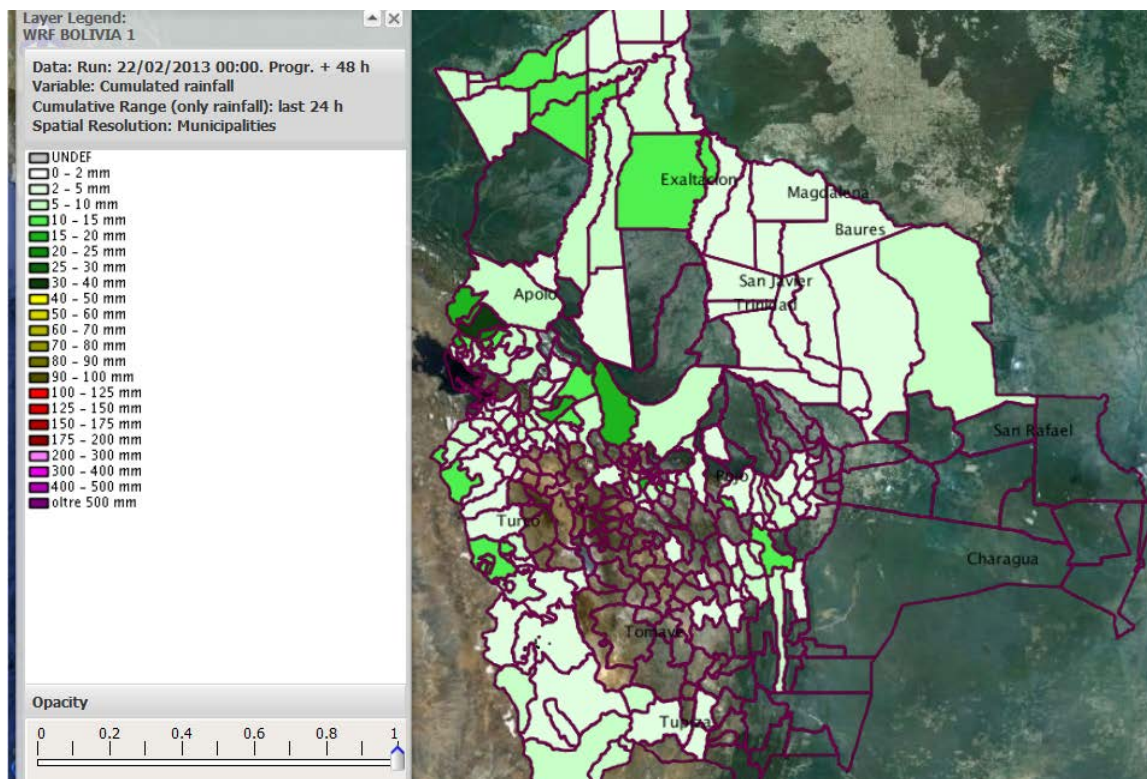 Layer Legend:
WRF BOLIVIA 1
Data: Run: 22/02/2013 00:00. Progr. + 48 h
Variable: Cumulated rainfall
Cumulative Range (only rainfall): last 24 h
Spatial Resolution: Municipalities
UNDEF
0 - 2 mm
2 - 5 mm
5 - 10 mm
10 - 15 mm
15 - 20 mm
20 - 25 mm
25 - 30 mm
30 - 40 mm
40 - 50 mm
50 - 60 mm
60 - 70 mm
70 - 80 mm
80 - 90 mm
90 - 100 mm
100 - 125 mm
125 - 150 mm
150 - 175 mm
175 - 200 mm
200 - 300 mm
300 - 400 mm
400 - 500 mm
oltre 500 mm
Opacity
0 0.2 0.4 0.6 0.8 1
Exaltacion
Magdalena
Baures
San Javier
Apolo
Trinidad
San Rafael
Pojo
Turco
Charagua
Tomave
Tupiza